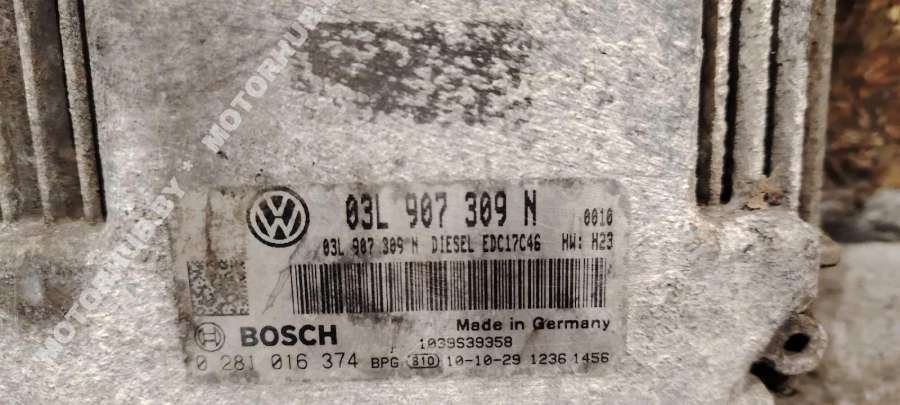 MOTORHUB.BY • MOTORHUB
VW
03L 907 309 N 0010
03L 907 309 N DIESEL EDC17C46 HW: H23
BOSCH
Made in Germany
1039S39358
0 281 016 374 BPG 810 10-10-29 1236 1456